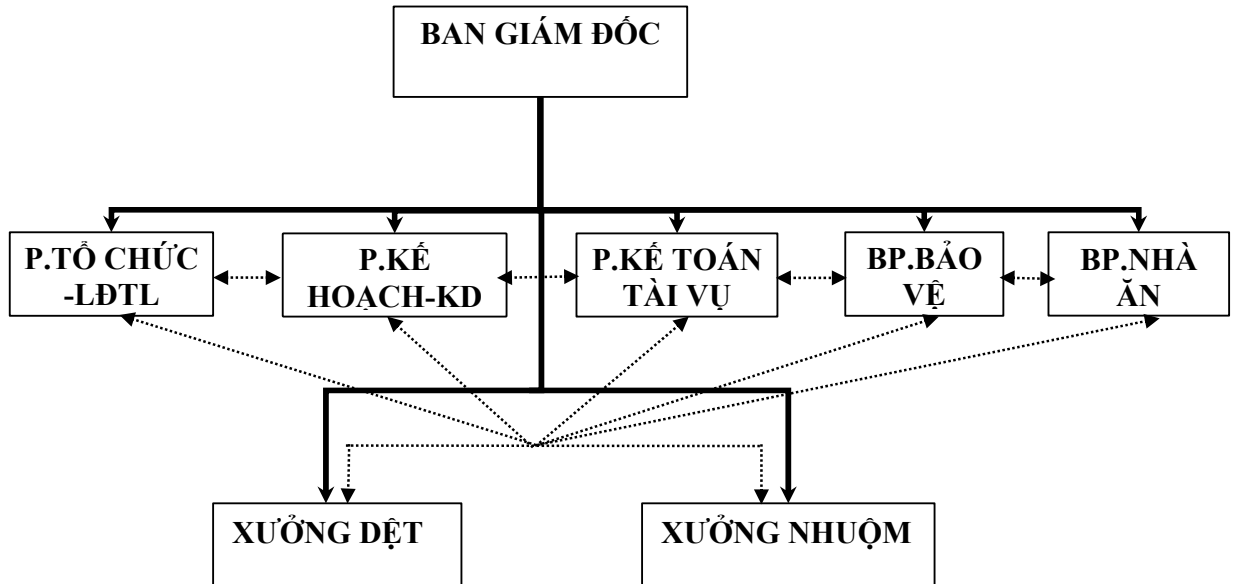 BAN GIÁM ĐỐC
P.TỔ CHỨC
-LĐTL
P.KẾ
HOẠCH-KD
P.KẾ TOÁN
TÀI VỤ
BP.BẢO
VỆ
BP.NHÀ
ĂN
XƯỞNG DỆT
XƯỞNG NHUỘM